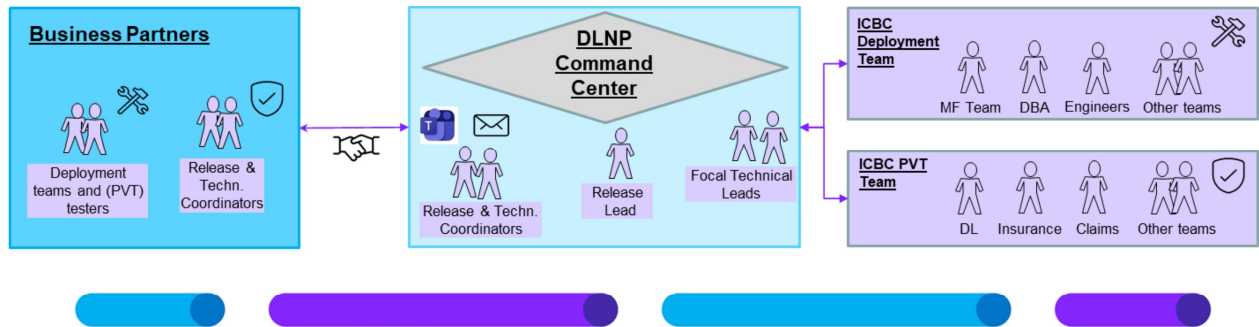 Business Partners
Deployment
teams and (PVT)
testers
Release &
Techn.
Coordinators
DLNP
Command
Center
T
Release & Techn.
Coordinators
Release
Lead
Focal Technical
Leads
ICBC
Deployment
Team
MF Team
DBA
Engineers
Other teams
ICBC PVT
Team
DL
Insurance
Claims
Other teams